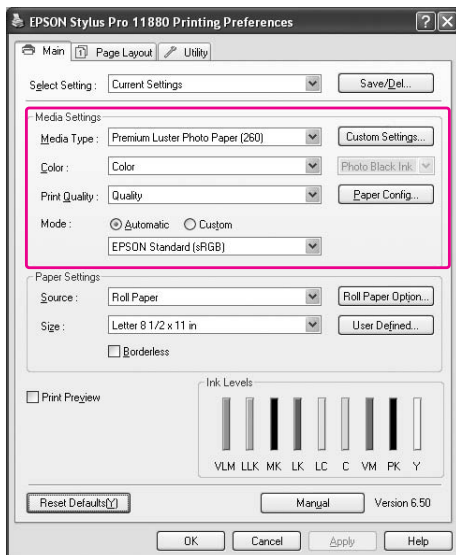 EPSON Stylus Pro 11880 Printing Preferences
Main Page Layout Utility
Select Setting : Current Settings Save/Del...
Media Settings
Media Type : Premium Luster Photo Paper (260) Custom Settings...
Color : Color Photo Black Ink
Print Quality : Quality Paper Config...
Mode : Automatic Custom
EPSON Standard (sRGB)
Paper Settings
Source : Roll Paper Roll Paper Option...
Size : Letter 8 1/2 x 11 in User Defined...
Borderless
Print Preview
Ink Levels
VLM LLK MK LK LC C VM PK Y
Reset Defaults(Y) Manual Version 6.50
OK Cancel Apply Help